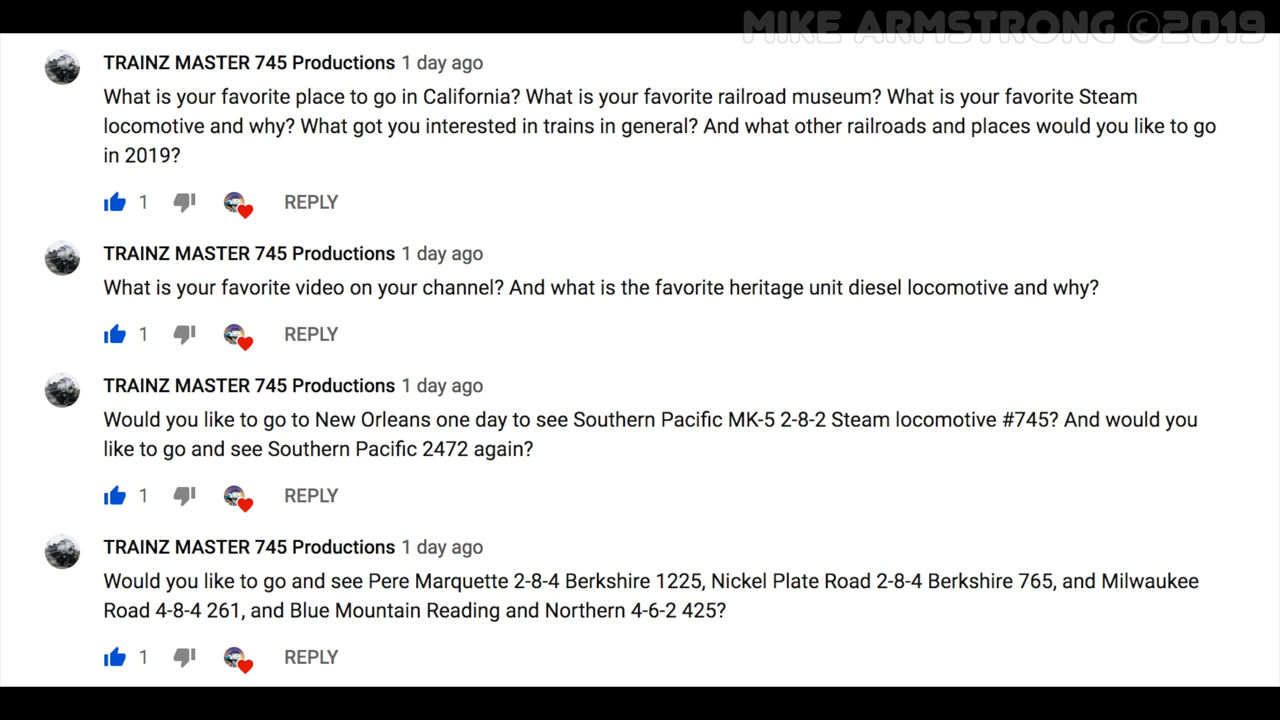 MIKE ARMSTRONG ©2019
TRAINZ MASTER 745 Productions 1 day ago
What is your favorite place to go in California? What is your favorite railroad museum? What is your favorite Steam
locomotive and why? What got you interested in trains in general? And what other railroads and places would you like to go
in 2019?
1 REPLY
TRAINZ MASTER 745 Productions 1 day ago
What is your favorite video on your channel? And what is the favorite heritage unit diesel locomotive and why?
1 REPLY
TRAINZ MASTER 745 Productions 1 day ago
Would you like to go to New Orleans one day to see Southern Pacific MK-5 2-8-2 Steam locomotive #745? And would you
like to go and see Southern Pacific 2472 again?
1 REPLY
TRAINZ MASTER 745 Productions 1 day ago
Would you like to go and see Pere Marquette 2-8-4 Berkshire 1225, Nickel Plate Road 2-8-4 Berkshire 765, and Milwaukee
Road 4-8-4 261, and Blue Mountain Reading and Northern 4-6-2 425?
1 REPLY